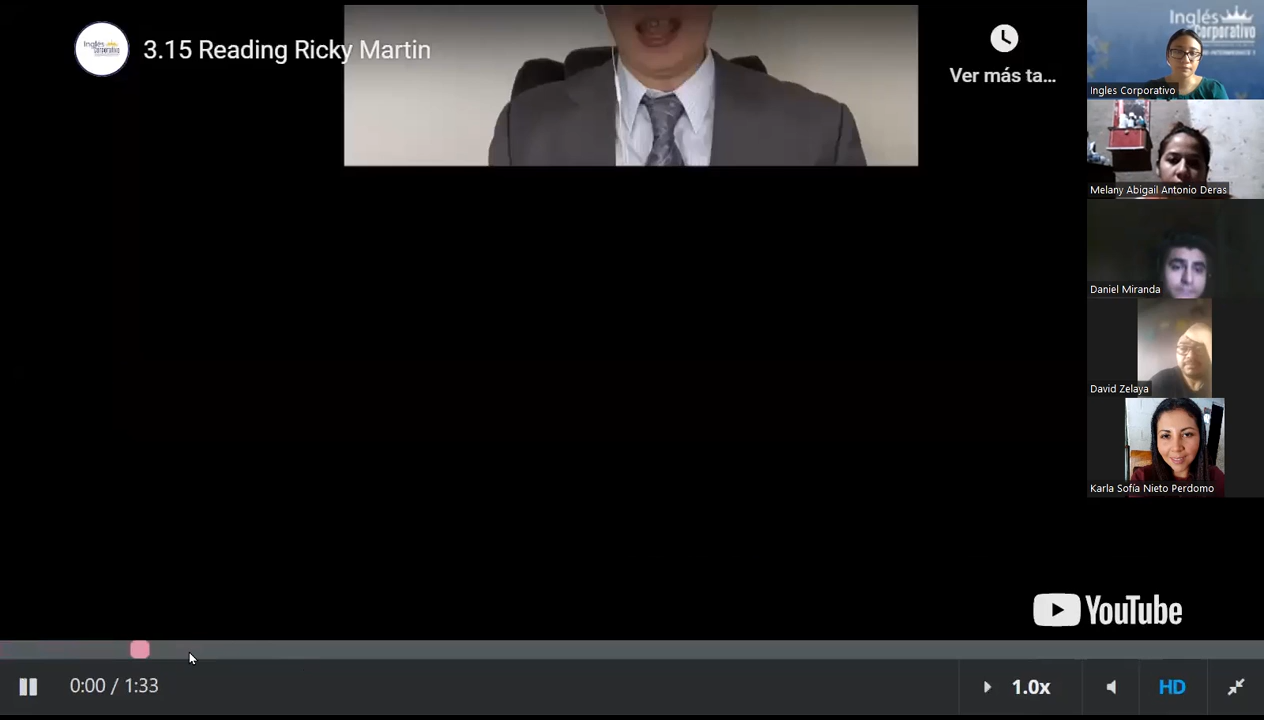 3.15 Reading Ricky Martin
Ver más ta...
Inglés
Corporativo
Ingles Corporativo
Melany Abigail Antonio Deras
Daniel Miranda
David Zelaya
Karla Sofía Nieto Perdomo
YouTube
0:00 / 1:33
1.0x
HD